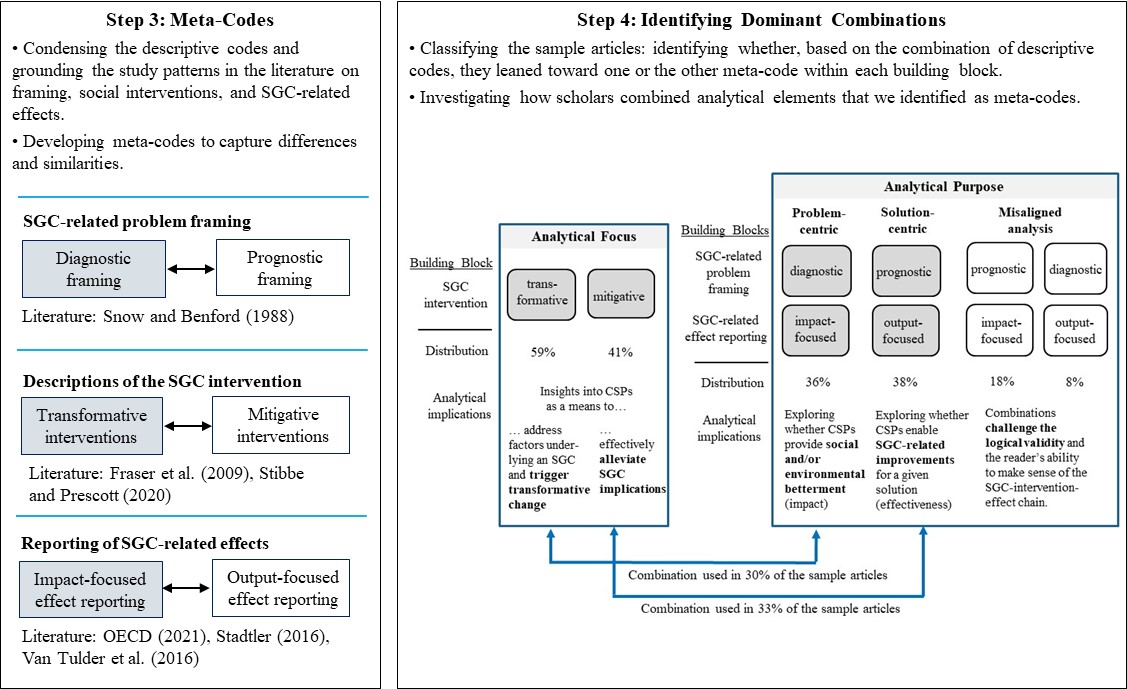 Step 3: Meta-Codes
• Condensing the descriptive codes and
grounding the study patterns in the literature on
framing, social interventions, and SGC-related
effects.
• Developing meta-codes to capture differences
and similarities.
SGC-related problem framing
Diagnostic
framing
Prognostic
framing
Literature: Snow and Benford (1988)
Descriptions of the SGC intervention
Transformative
interventions
Mitigative
interventions
Literature: Fraser et al. (2009), Stibbe
and Prescott (2020)
Reporting of SGC-related effects
Impact-focused
effect reporting
Output-focused
effect reporting
Literature: OECD (2021), Stadtler (2016),
Van Tulder et al. (2016)
Step 4: Identifying Dominant Combinations
• Classifying the sample articles: identifying whether, based on the combination of descriptive
codes, they leaned toward one or the other meta-code within each building block.
• Investigating how scholars combined analytical elements that we identified as meta-codes.
Analytical Focus
Building Block
SGC
intervention
trans-
formative
mitigative
Distribution
59%
41%
Analytical
implications
Insights into CSPs
as a means to…
… address
factors under-
lying an SGC
and trigger
transformative
change
…
effectively
alleviate
SGC
implications
Analytical Purpose
Building Blocks
Problem-
centric
Solution-
centric
Misaligned
analysis
SGC-related
problem
framing
diagnostic
prognostic
prognostic
diagnostic
SGC-related
effect reporting
impact-
focused
output-
focused
impact-
focused
output-
focused
Distribution
36%
38%
18%
8%
Analytical
implications
Exploring
whether CSPs
provide social
and/or
environmental
betterment
(impact)
Exploring whether
CSPs enable
SGC-related
improvements
for a given
solution
(effectiveness)
Combinations
challenge the
logical validity and
the reader's ability
to make sense of the
SGC-intervention-
effect chain.
Combination used in 30% of the sample articles
Combination used in 33% of the sample articles